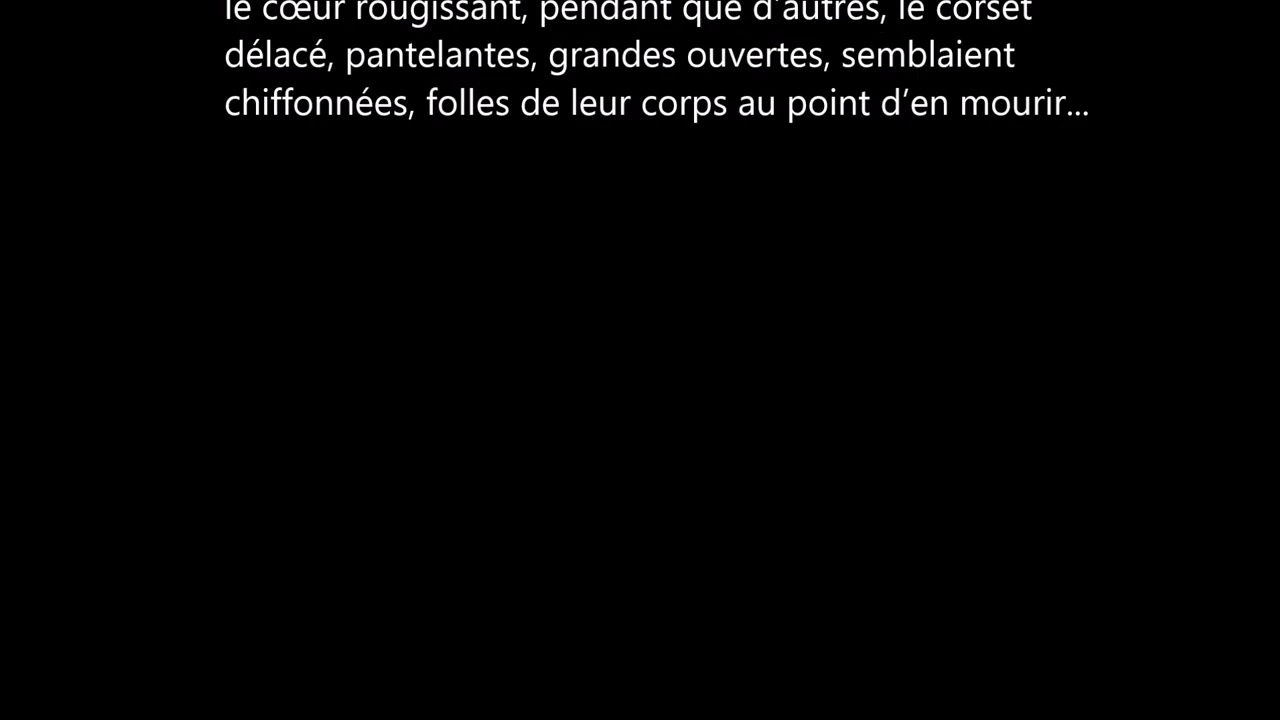 le cœur rougissant, pendant que d’autres, le corset
délacé, pantelantes, grandes ouvertes, semblaient
chiffonnées, folles de leur corps au point d’en mourir...